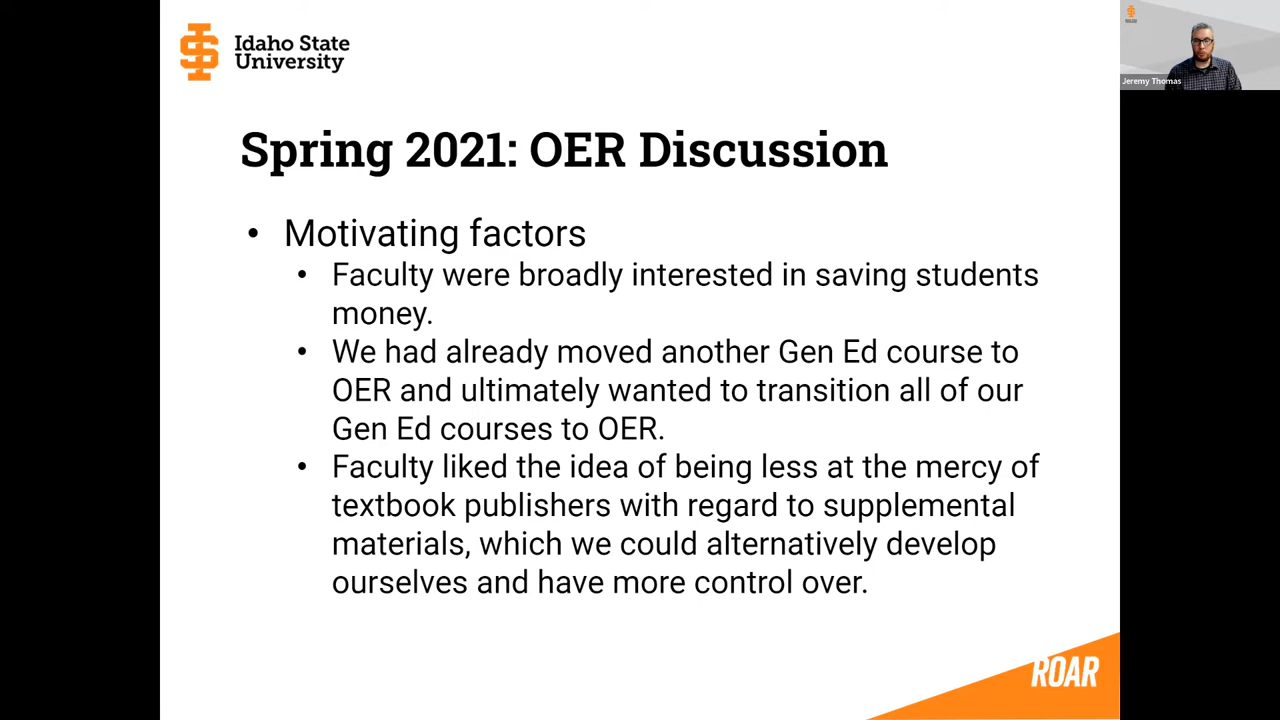 Idaho State
University
Jeremy Thomas
Spring 2021: OER Discussion
• Motivating factors
• Faculty were broadly interested in saving students
money.
• We had already moved another Gen Ed course to
OER and ultimately wanted to transition all of our
Gen Ed courses to OER.
• Faculty liked the idea of being less at the mercy of
textbook publishers with regard to supplemental
materials, which we could alternatively develop
ourselves and have more control over.
ROAR